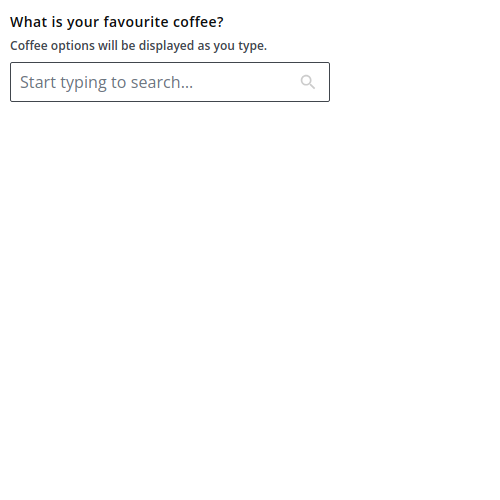 What is your favourite coffee?
Coffee options will be displayed as you type.
Start typing to search...